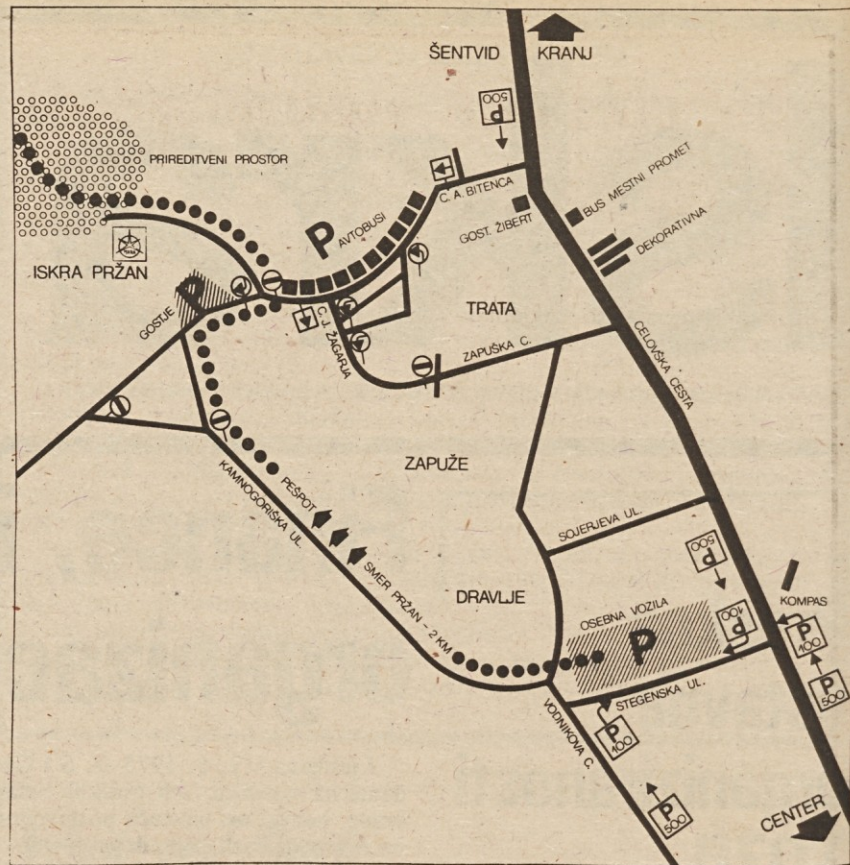 ŠENTVID
KRANJ
P
500
PRIREDITVENI PROSTOR
C. A. BITENCA
BUS MESTNI PROMET
GOST. ŽIBERT
DEKORATIVNA
P AVTOBUSI
ISKRA PRŽAN
P
GOSTJE
C. J. ŽAGARJA
TRATA
ZAPUŠKA C.
CELOVŠKA CESTA
ZAPUŽE
KAMNOGORIŠKA UL.
PEŠPOT
SMER PRŽAN - 2 KM
SOJERJEVA UL.
P
500
DRAVLJE
OSEBNA VOZILA
P
P
100
KOMPAS
P
100
P
500
STEGENSKA UL.
VODNIKOVA C.
P
100
P
500
CENTER